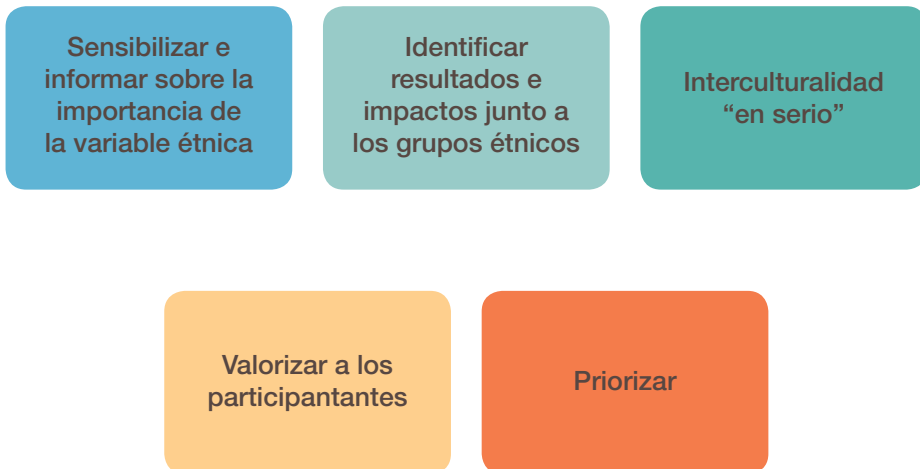 Sensibilizar e
informar sobre la
importancia de
la variable étnica
Identificar
resultados e
impactos junto a
los grupos étnicos
Interculturalidad
“en serio”
Valorizar a los
participantantes
Priorizar